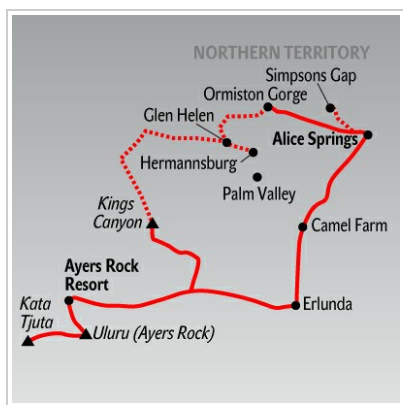 NORTHERN TERRITORY
Simpsons Gap
Ormiston Gorge
Glen Helen
Alice Springs
Hermannsburg
Palm Valley
Kings
Canyon
Camel Farm
Ayers Rock
Resort
Kata
Tjuta
Erlunda
Uluru (Ayers Rock)